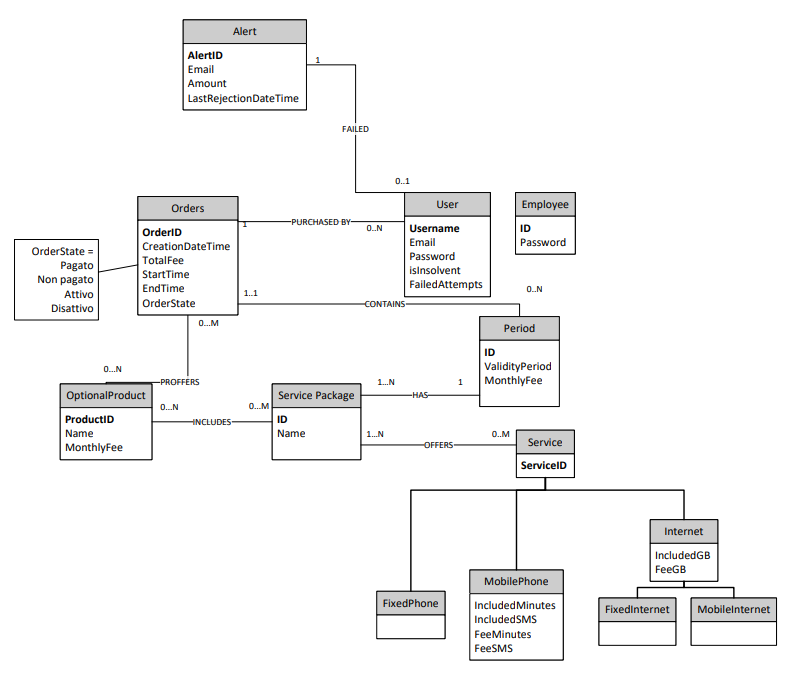 Alert
AlertID
Email
Amount
LastRejectionDateTime
1
FAILED
0..1
Orders
OrderID
CreationDateTime
TotalFee
StartTime
EndTime
OrderState
1
PURCHASED BY
0..N
User
Username
Email
Password
isInsolvent
FailedAttempts
Employee
ID
Password
OrderState =
Pagato
Non pagato
Attivo
Disattivo
1..1
CONTAINS
0..N
0...M
Period
ID
ValidityPeriod
MonthlyFee
0...N
PROFFERS
OptionalProduct
ProductID
Name
MonthlyFee
0...N
INCLUDES
0...M
Service Package
ID
Name
1...N
HAS
1
1...N
OFFERS
0..M
Service
ServiceID
Internet
IncludedGB
FeeGB
FixedPhone
MobilePhone
IncludedMinutes
IncludedSMS
FeeMinutes
FeeSMS
FixedInternet
MobileInternet